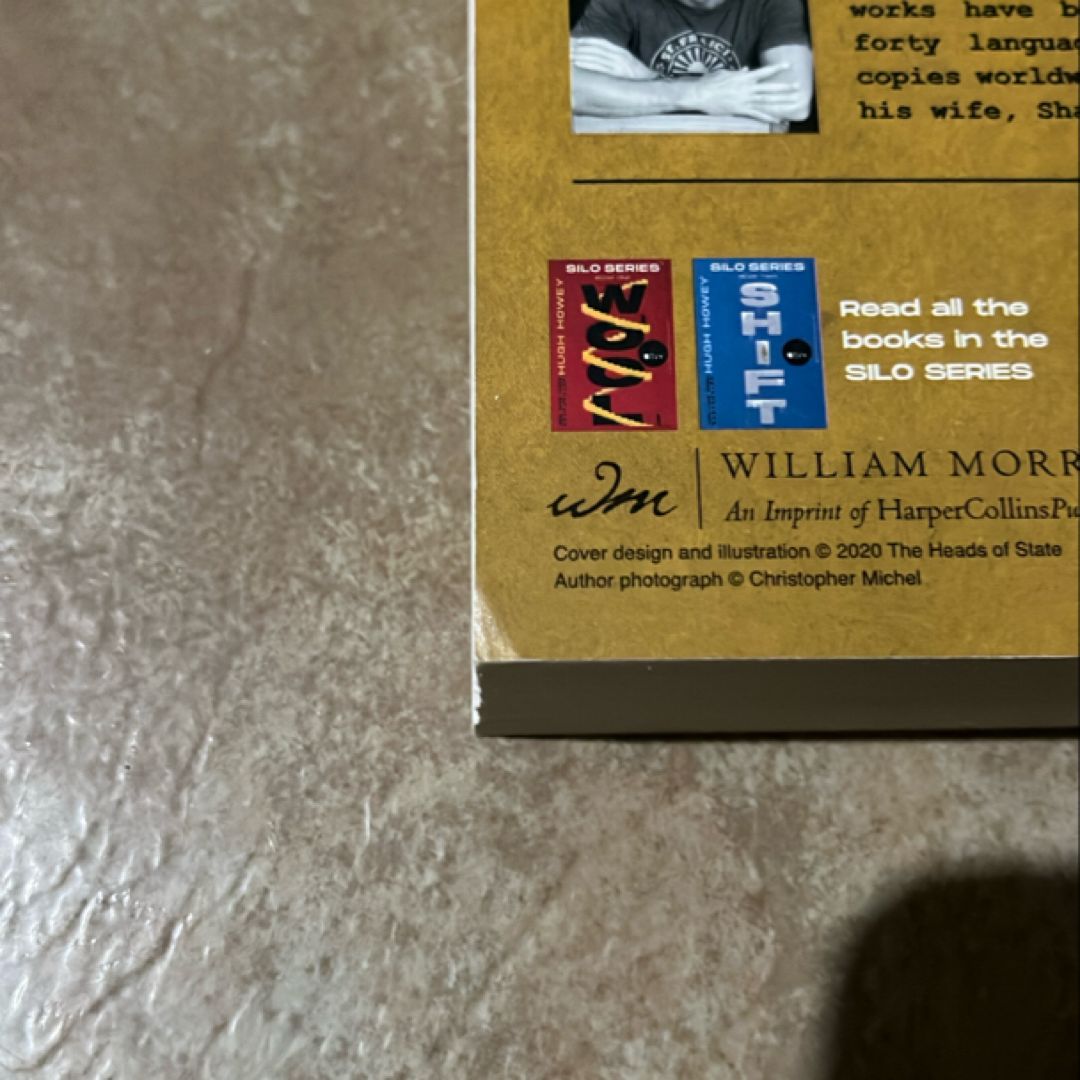 works have b
forty languag
copies worldw
his wife, Sha
SILO SERIES
HUGH HOWEY
WOOL
SILO SERIES
HUGH HOWEY
SHIFT
Read all the
books in the
SILO SERIES
wm
WILLIAM MORR
An Imprint of HarperCollinsPu
Cover design and illustration © 2020 The Heads of State
Author photograph © Christopher Michel